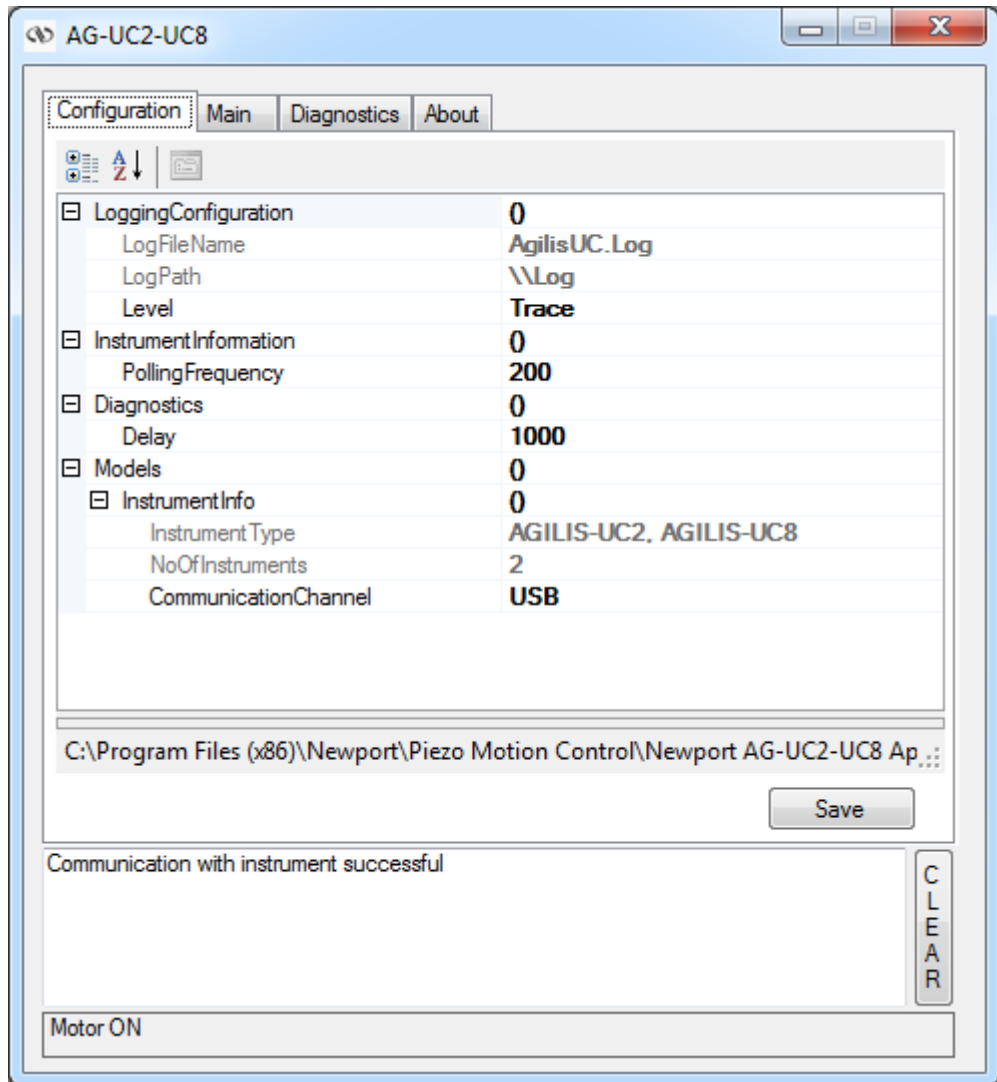 AG-UC2-UC8
Configuration Main Diagnostics About
LoggingConfiguration ()
LogFileName AgilisUC.Log
LogPath \\Log
Level Trace
InstrumentInformation ()
PollingFrequency 200
Diagnostics ()
Delay 1000
Models ()
InstrumentInfo ()
InstrumentType AGILIS-UC2, AGILIS-UC8
NoOfInstruments 2
CommunicationChannel USB
C:\Program Files (x86)\Newport\Piezo Motion Control\Newport AG-UC2-UC8 Ap
Save
Communication with instrument successful
CLEAR
Motor ON